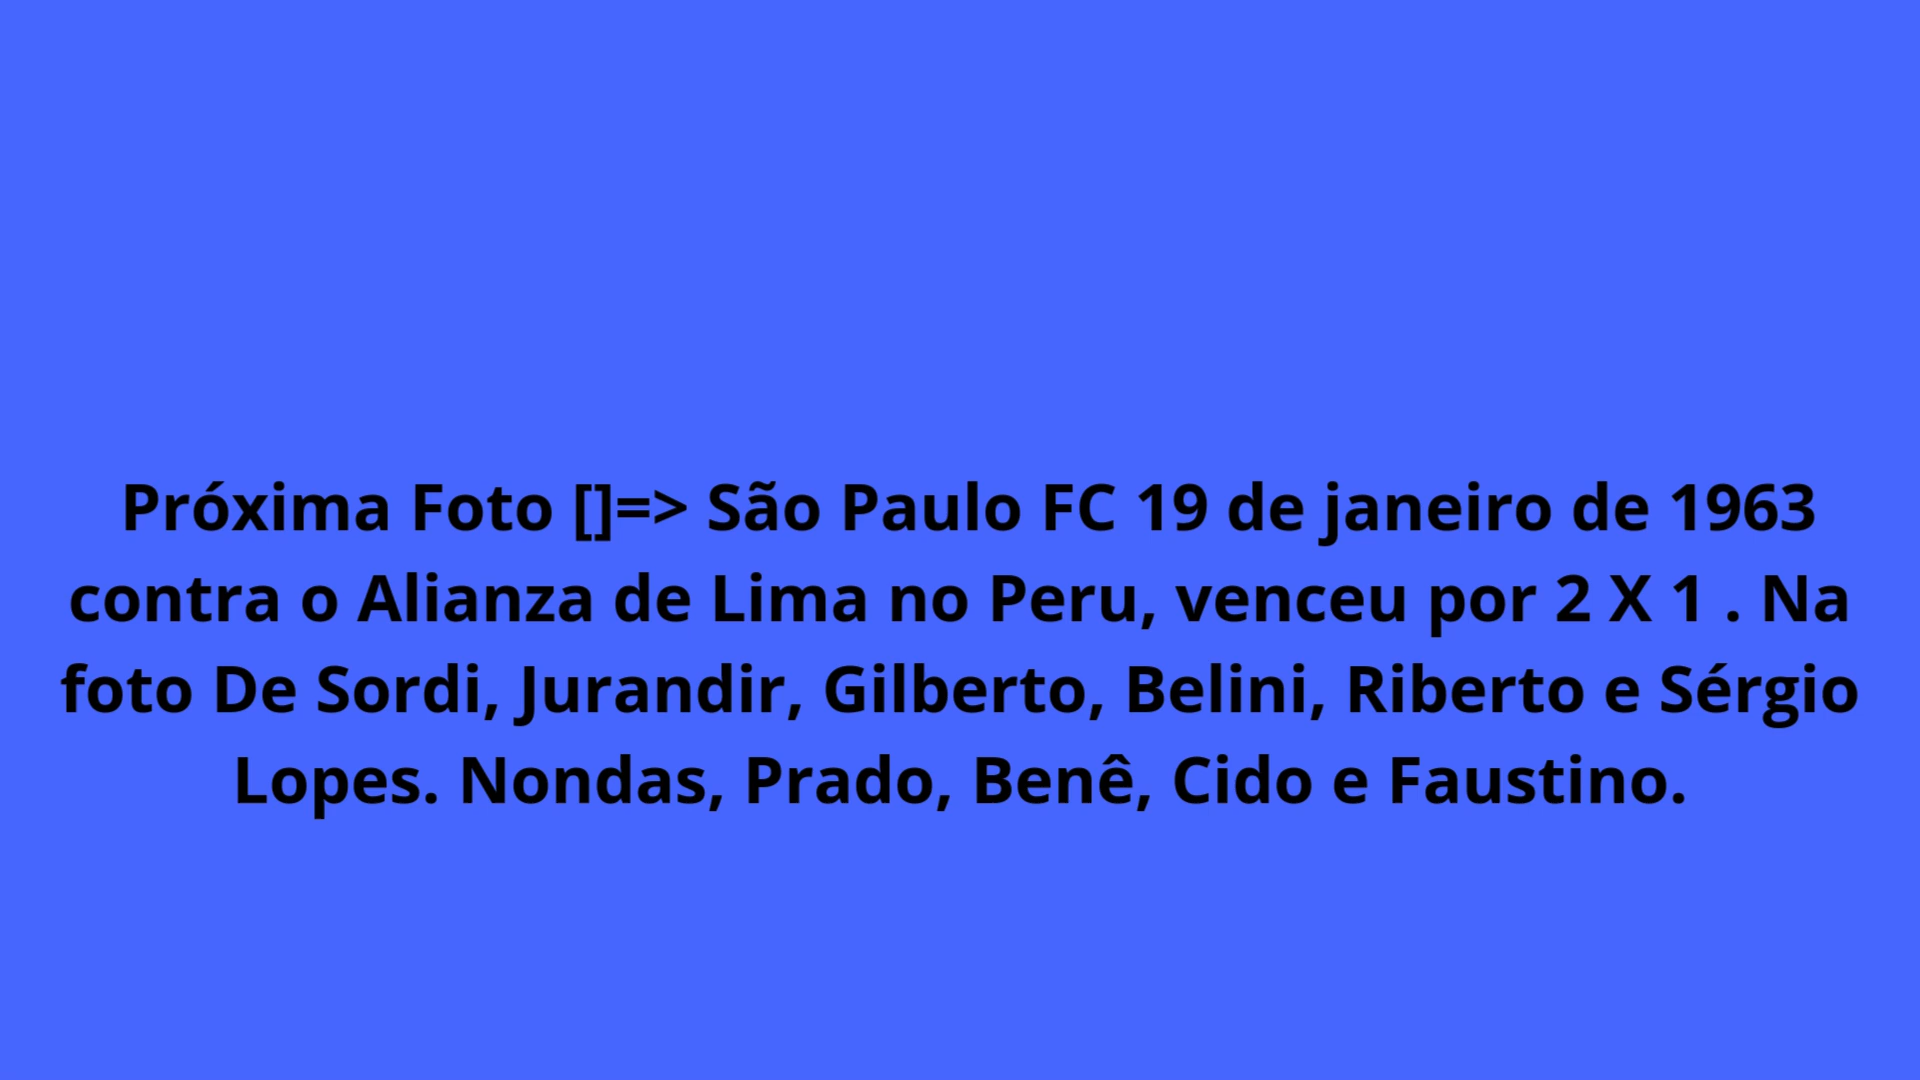 Próxima Foto []=> São Paulo FC 19 de janeiro de 1963
contra o Alianza de Lima no Peru, venceu por 2 X 1 . Na
foto De Sordi, Jurandir, Gilberto, Belini, Riberto e Sérgio
Lopes. Nondas, Prado, Benê, Cido e Faustino.